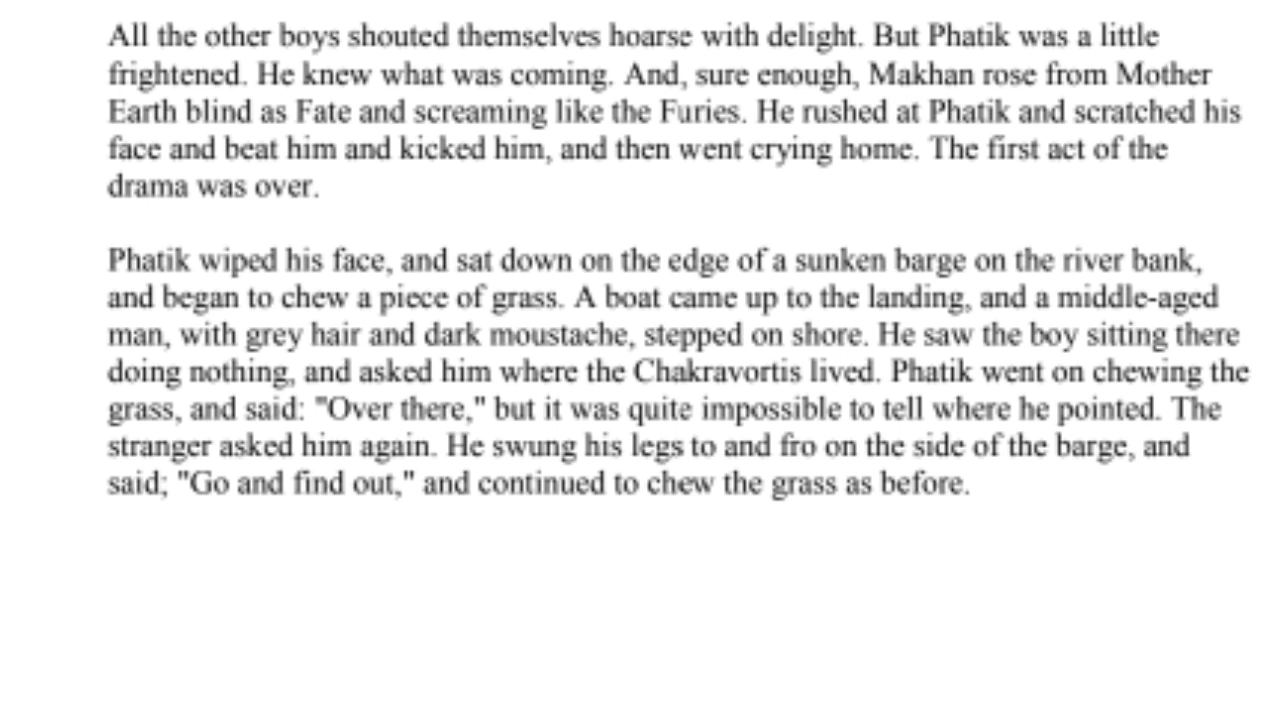 All the other boys shouted themselves hoarse with delight. But Phatik was a little
frightened. He knew what was coming. And, sure enough, Makhan rose from Mother
Earth blind as Fate and screaming like the Furies. He rushed at Phatik and scratched his
face and beat him and kicked him, and then went crying home. The first act of the
drama was over.
Phatik wiped his face, and sat down on the edge of a sunken barge on the river bank,
and began to chew a piece of grass. A boat came up to the landing, and a middle-aged
man, with grey hair and dark moustache, stepped on shore. He saw the boy sitting there
doing nothing, and asked him where the Chakravortis lived. Phatik went on chewing the
grass, and said: "Over there," but it was quite impossible to tell where he pointed. The
stranger asked him again. He swung his legs to and fro on the side of the barge, and
said; "Go and find out," and continued to chew the grass as before.